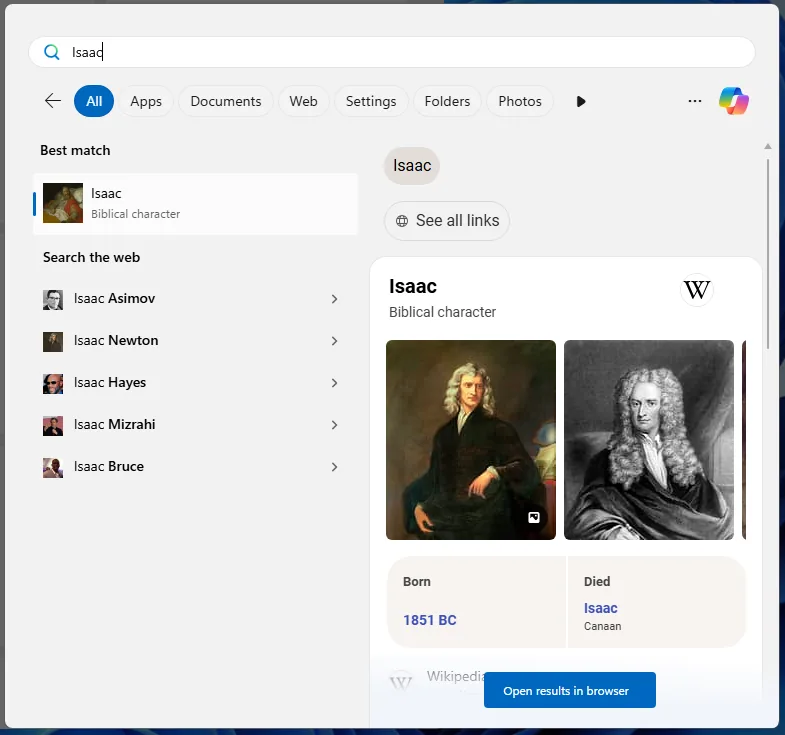 Isaac
All Apps Documents Web Settings Folders Photos
Best match
Isaac
Biblical character
Search the web
Isaac Asimov
Isaac Newton
Isaac Hayes
Isaac Mizrahi
Isaac Bruce
Isaac
See all links
Isaac
W
Biblical character
Born
1851 BC
Died
Isaac
Canaan
W
Wikipedia
Open results in browser